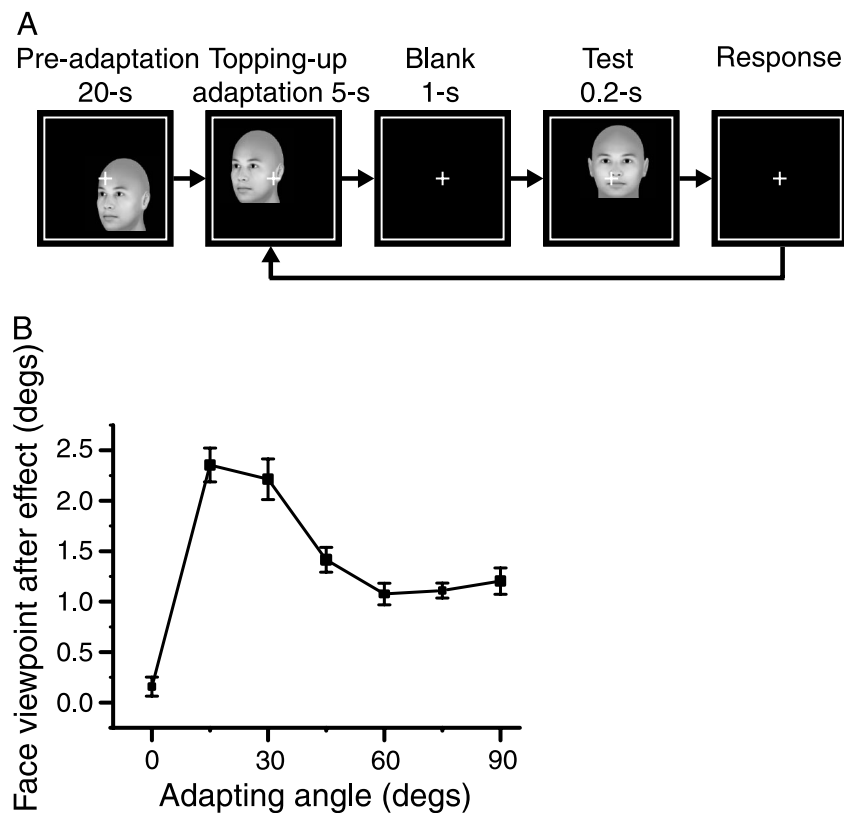 A
Pre-adaptation Topping-up Blank Test Response
20-s adaptation 5-s 1-s 0.2-s
B
Face viewpoint after effect (degs)
2.5
2.0
1.5
1.0
0.5
0.0
0 30 60 90
Adapting angle (degs)